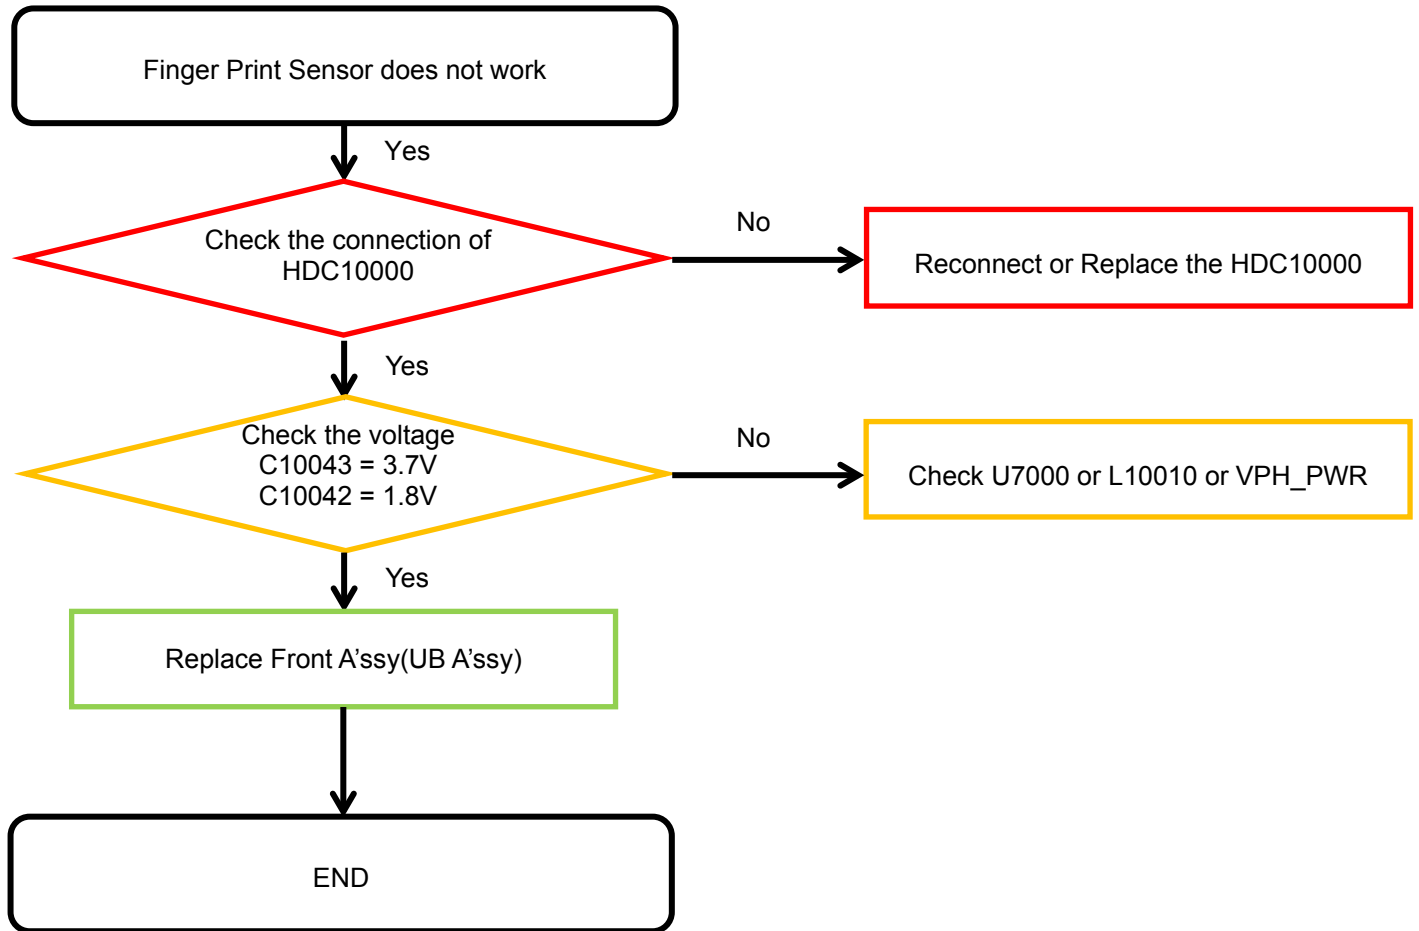 Finger Print Sensor does not work
Yes
Check the connection of
HDC10000
No
Reconnect or Replace the HDC10000
Yes
Check the voltage
C10043 = 3.7V
C10042 = 1.8V
No
Check U7000 or L10010 or VPH_PWR
Yes
Replace Front A’ssy(UB A’ssy)
END